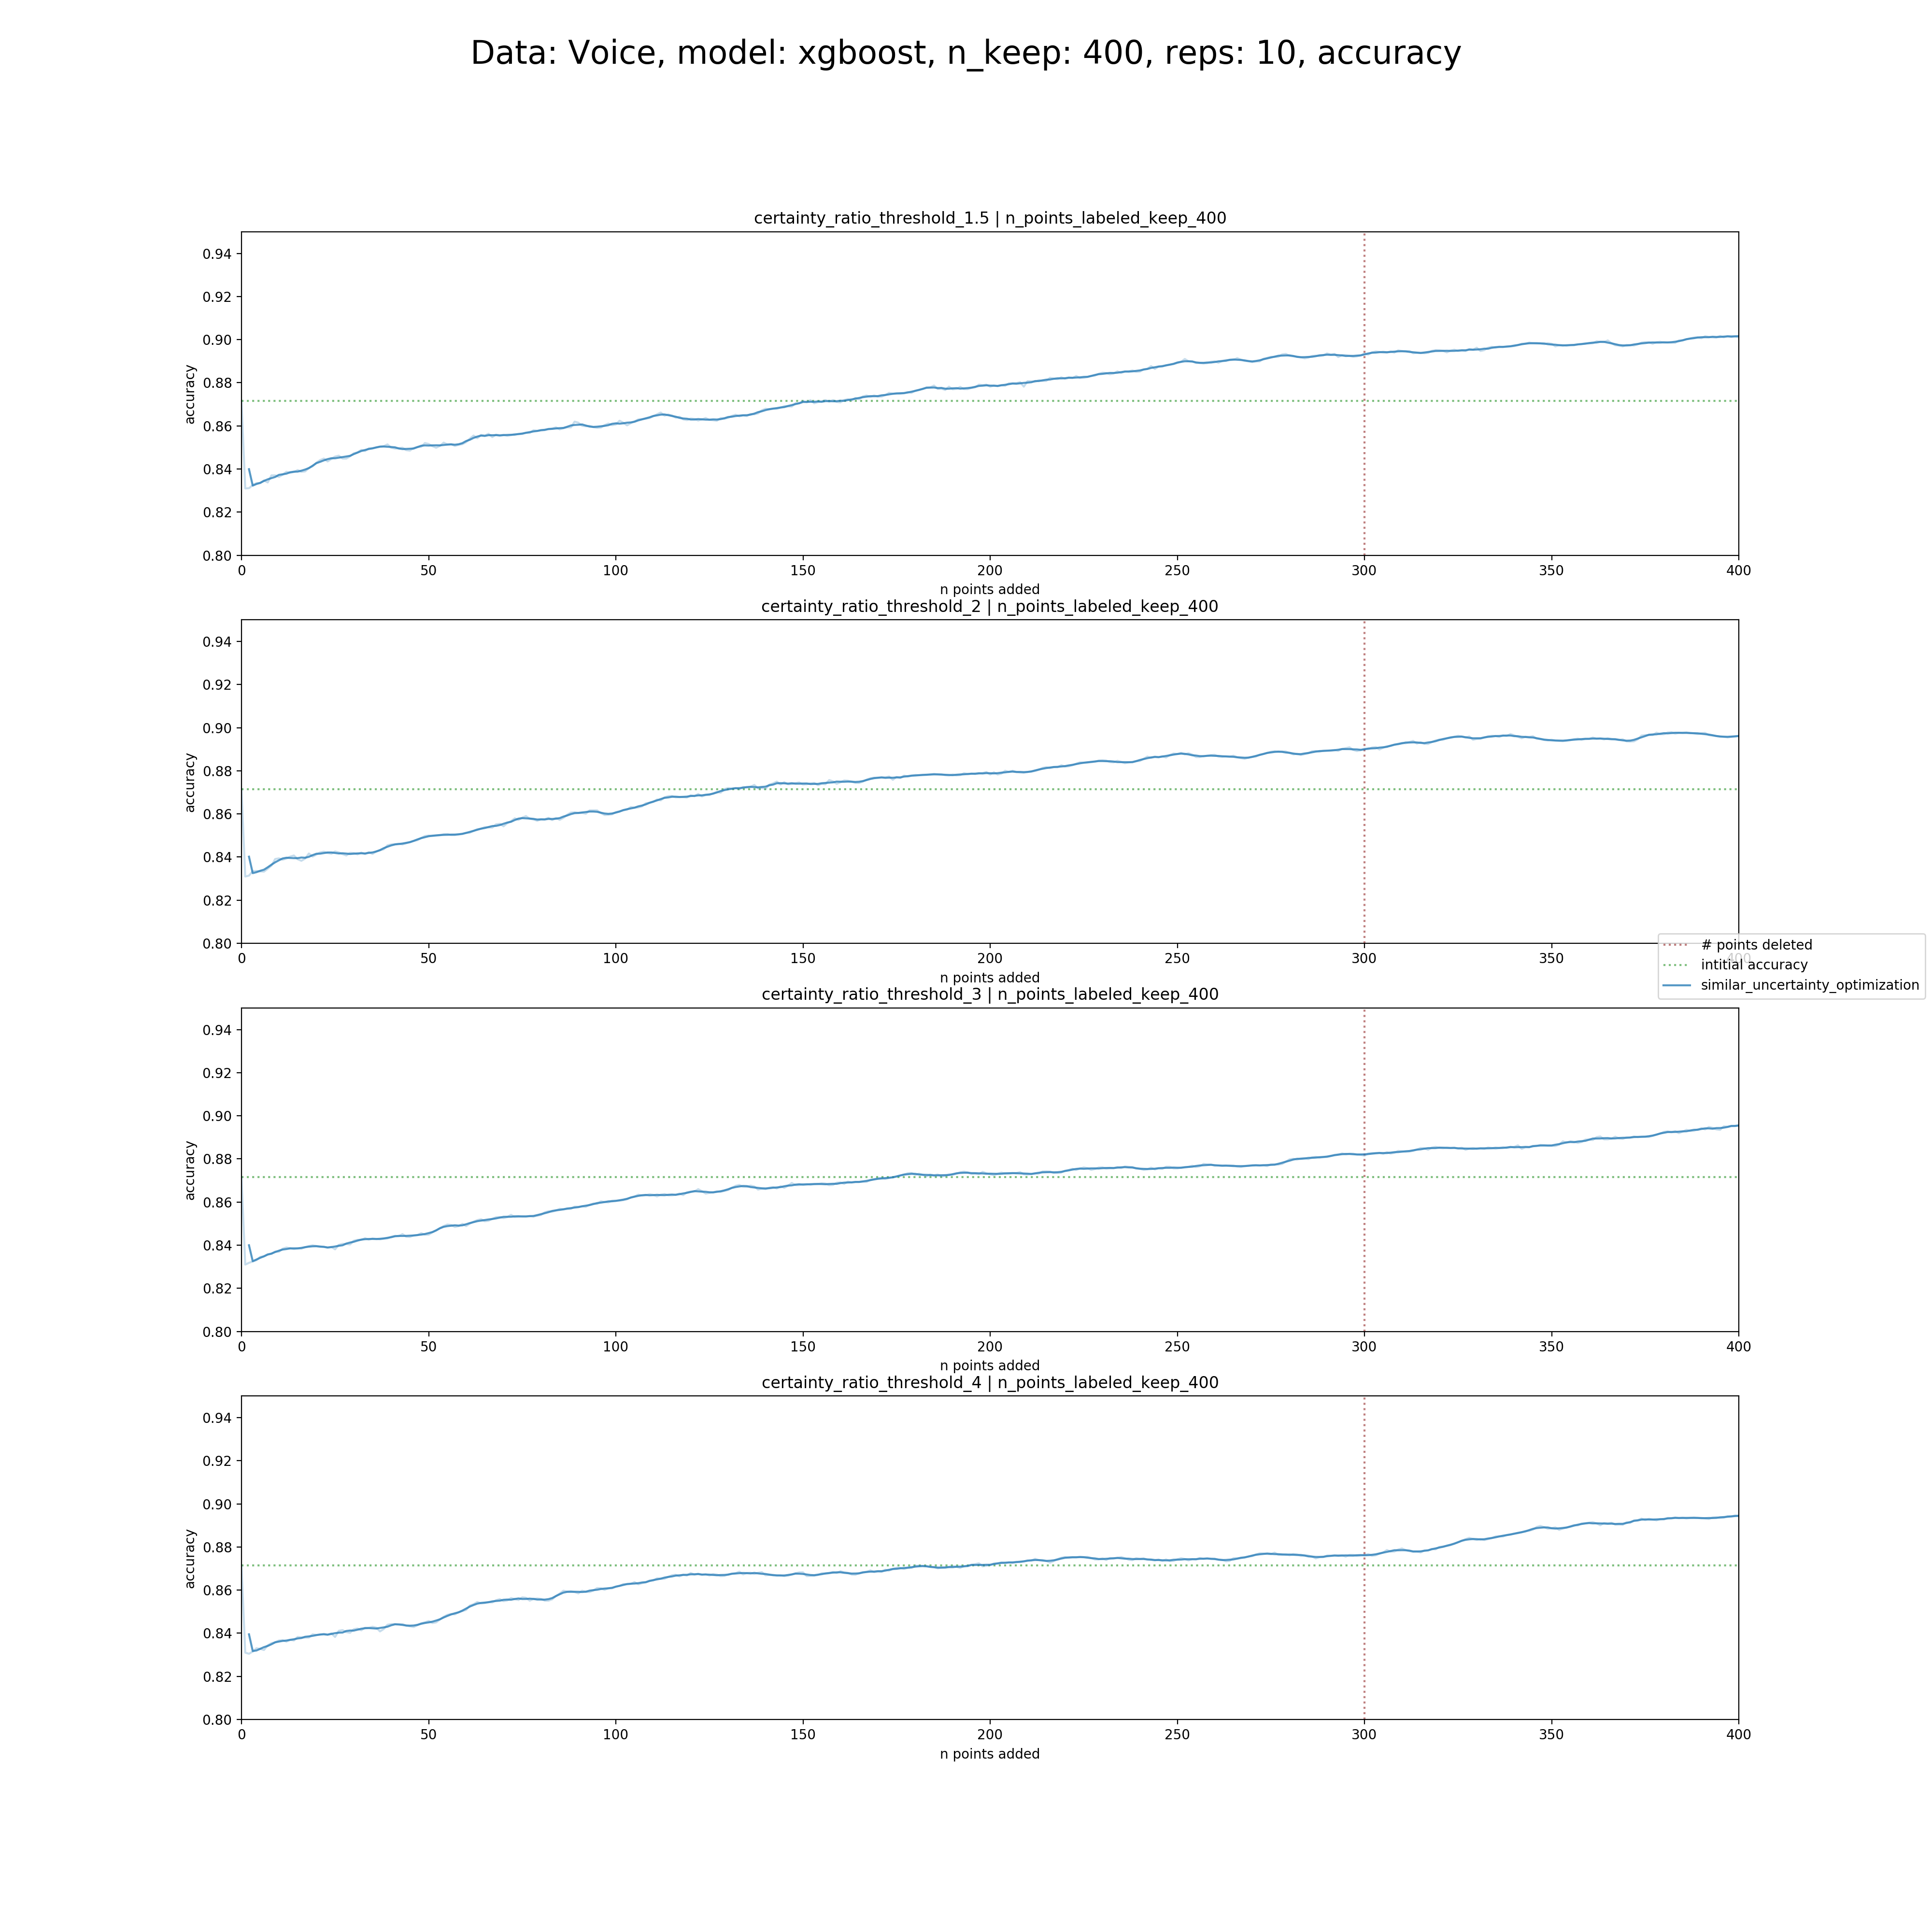 Data: Voice, model: xgboost, n_keep: 400, reps: 10, accuracy
certainty_ratio_threshold_1.5 | n_points_labeled_keep_400
0.94
0.92
0.90
0.88
0.86
0.84
0.82
0.80
accuracy
0 50 100 150 200 250 300 350 400
n points added
certainty_ratio_threshold_2 | n_points_labeled_keep_400
0.94
0.92
0.90
0.88
0.86
0.84
0.82
0.80
accuracy
0 50 100 150 200 250 300 350 400
n points added
# points deleted
intitial accuracy
similar_uncertainty_optimization
certainty_ratio_threshold_3 | n_points_labeled_keep_400
0.94
0.92
0.90
0.88
0.86
0.84
0.82
0.80
accuracy
0 50 100 150 200 250 300 350 400
n points added
certainty_ratio_threshold_4 | n_points_labeled_keep_400
0.94
0.92
0.90
0.88
0.86
0.84
0.82
0.80
accuracy
0 50 100 150 200 250 300 350 400
n points added